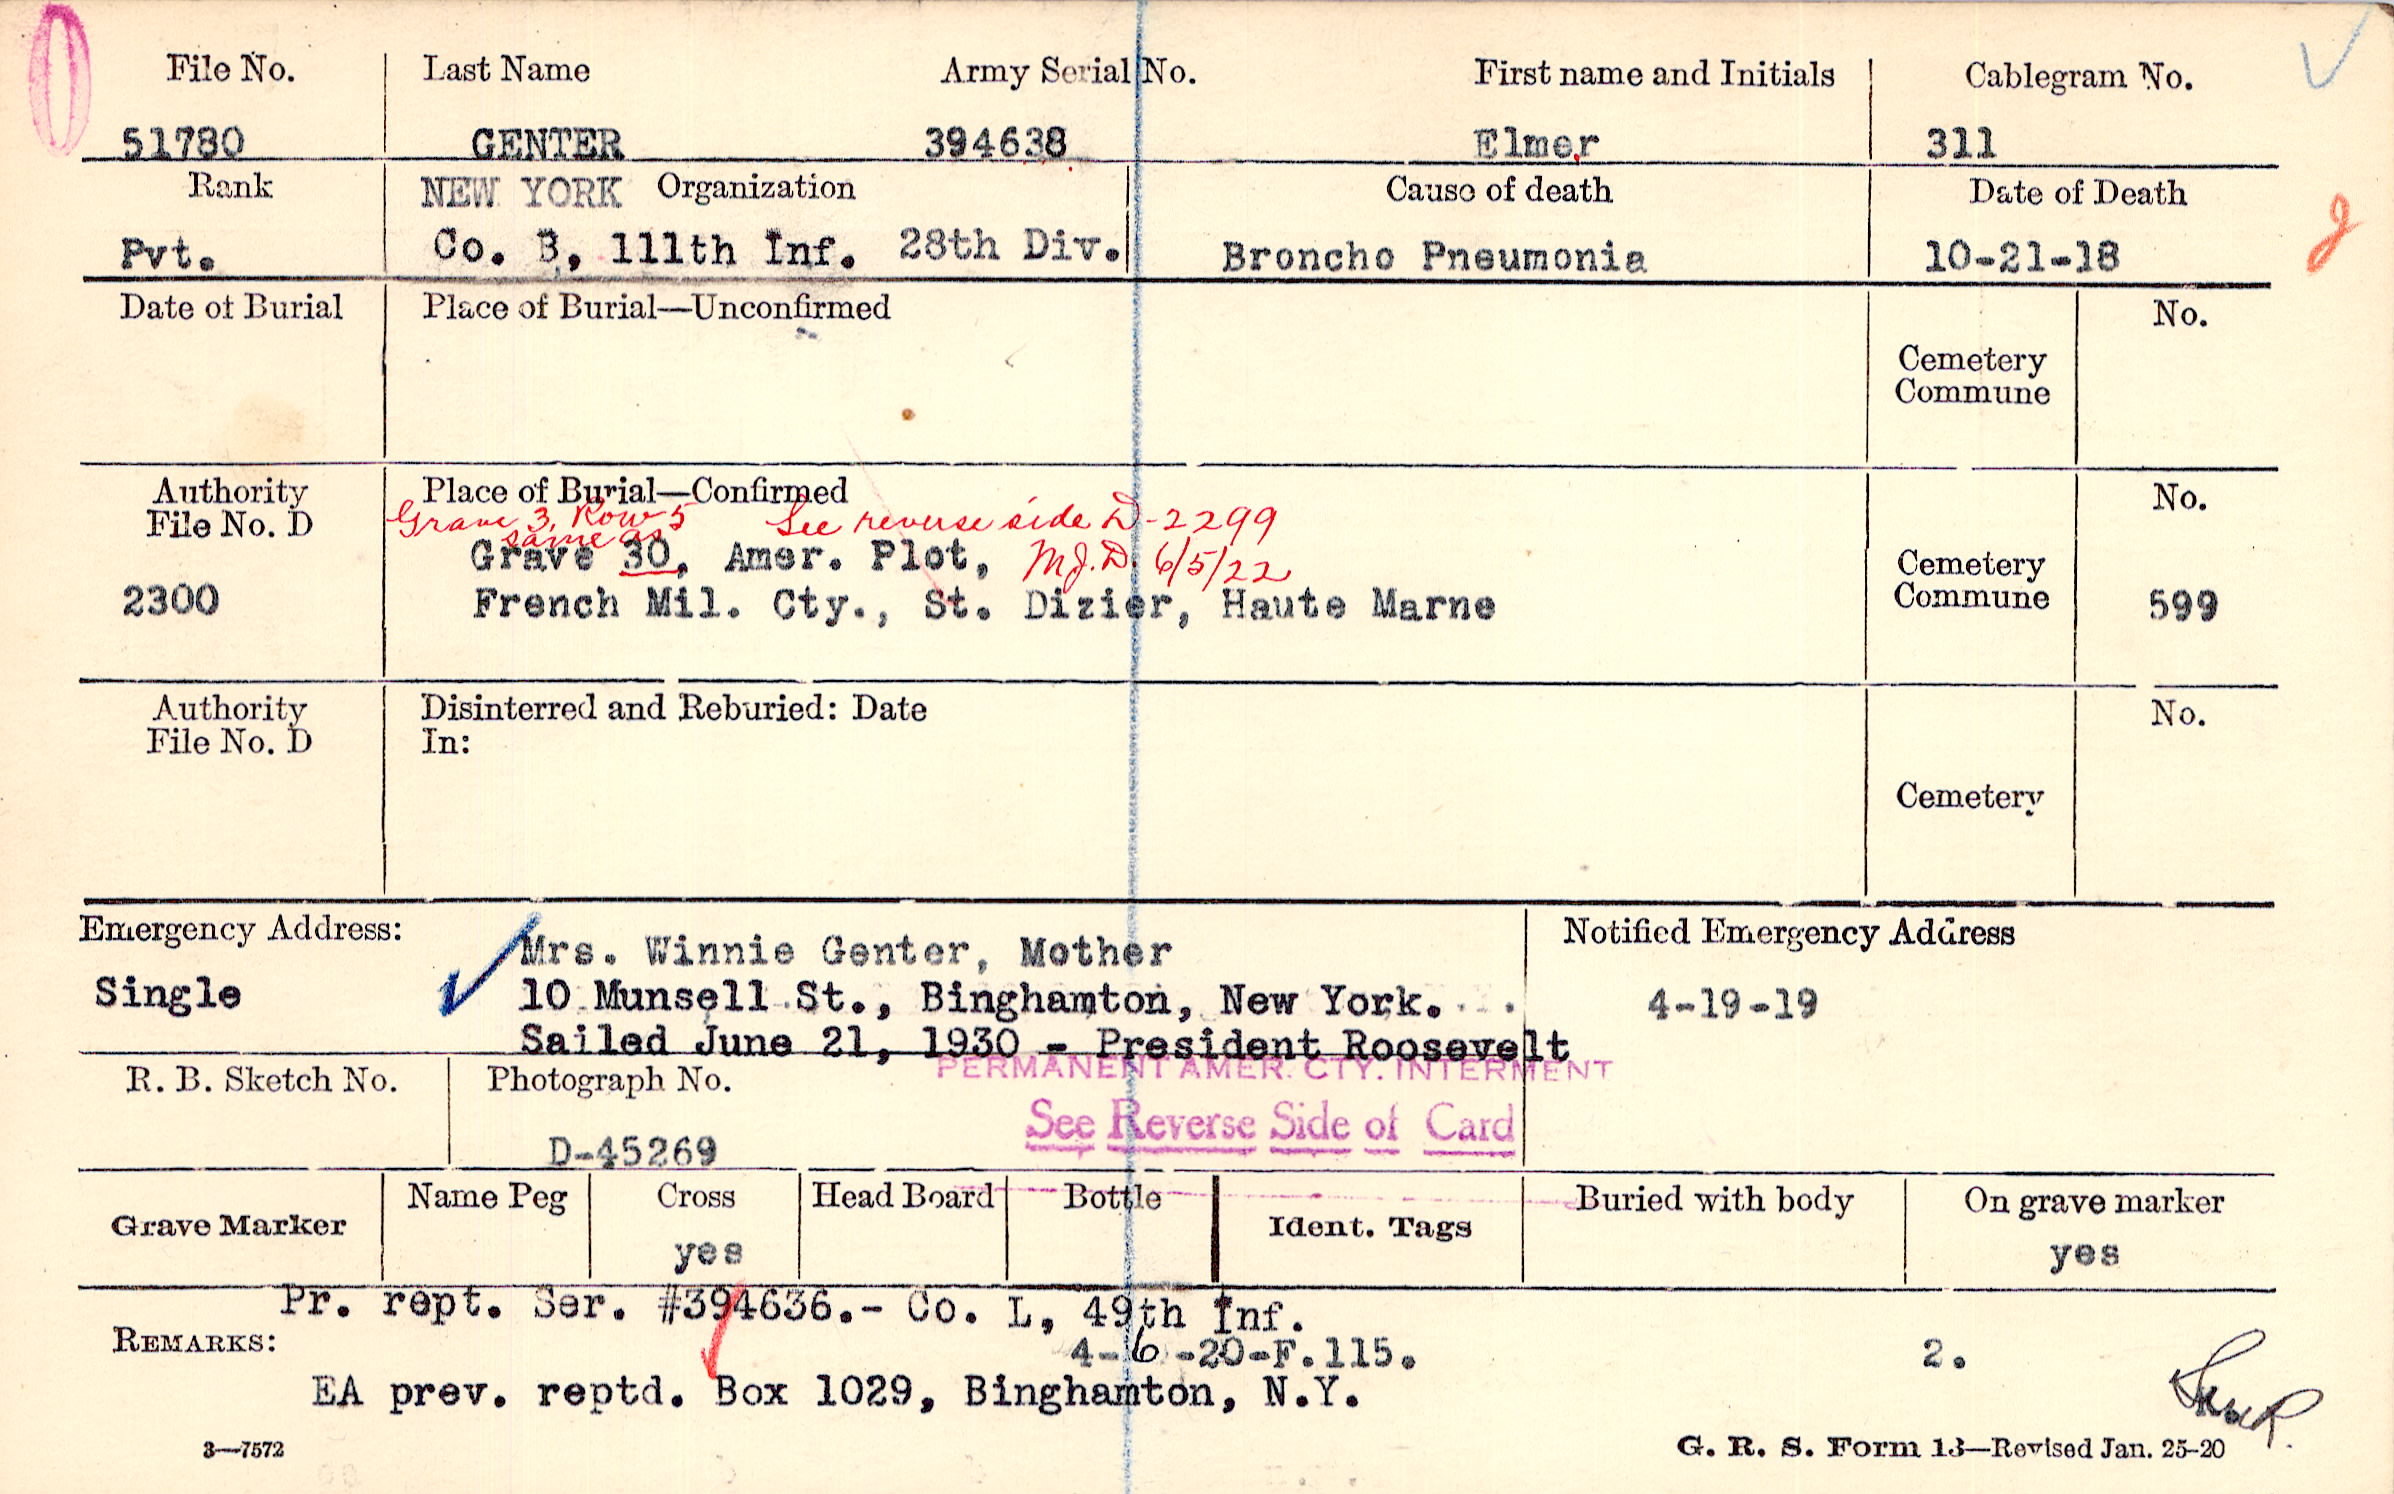 File No. Last Name Army Serial No. First name and Initials Cablegram No.
51780 GENTER 394638 Elmer 311
Rank NEW YORK Organization Cause of death Date of Death
Pvt. Co. B, 111th Inf. 28th Div. Broncho Pneumonia 10-21-18
Date of Burial Place of Burial—Unconfirmed No.
Cemetery
Commune
Authority Place of Burial—Confirmed No.
File No. D Grave 3, Row 5 See reverse side D-2299
same as
Grave 30, Amer. Plot, M.J.D. 6/5/22 Cemetery
2300 French Mil. Cty., St. Dizier, Haute Marne Commune 599
Authority Disinterred and Reburied: Date No.
File No. D In:
Cemetery
Emergency Address: Mrs. Winnie Genter, Mother Notified Emergency Address
Single 10 Munsell St., Binghamton, New York. 4-19-19
Sailed June 21, 1930 - President Roosevelt
PERMANENT AMER. CTY. INTERMENT
R. B. Sketch No. Photograph No.
See Reverse Side of Card
D-45269
Grave Marker Name Peg Cross Head Board Bottle Ident. Tags Buried with body On grave marker
yes yes
Pr. rept. Ser. #394636.- Co. L, 49th Inf.
REMARKS: 4-6-20-F.115. 2.
EA prev. reptd. Box 1029, Binghamton, N.Y.
3—7572 G. R. S. Form 13—Revised Jan. 25-20